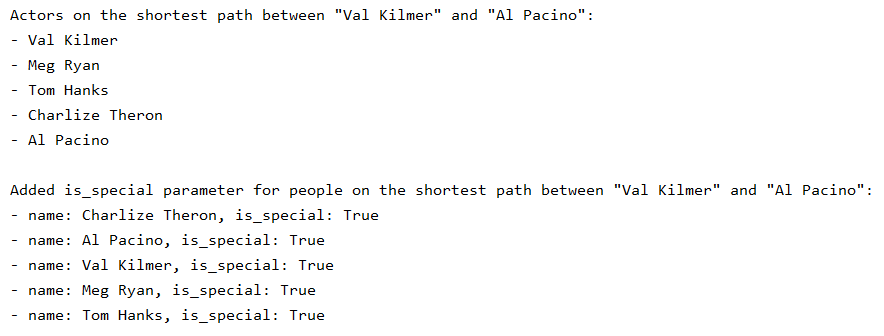 Actors on the shortest path between "Val Kilmer" and "Al Pacino":
- Val Kilmer
- Meg Ryan
- Tom Hanks
- Charlize Theron
- Al Pacino
Added is_special parameter for people on the shortest path between "Val Kilmer" and "Al Pacino":
- name: Charlize Theron, is_special: True
- name: Al Pacino, is_special: True
- name: Val Kilmer, is_special: True
- name: Meg Ryan, is_special: True
- name: Tom Hanks, is_special: True